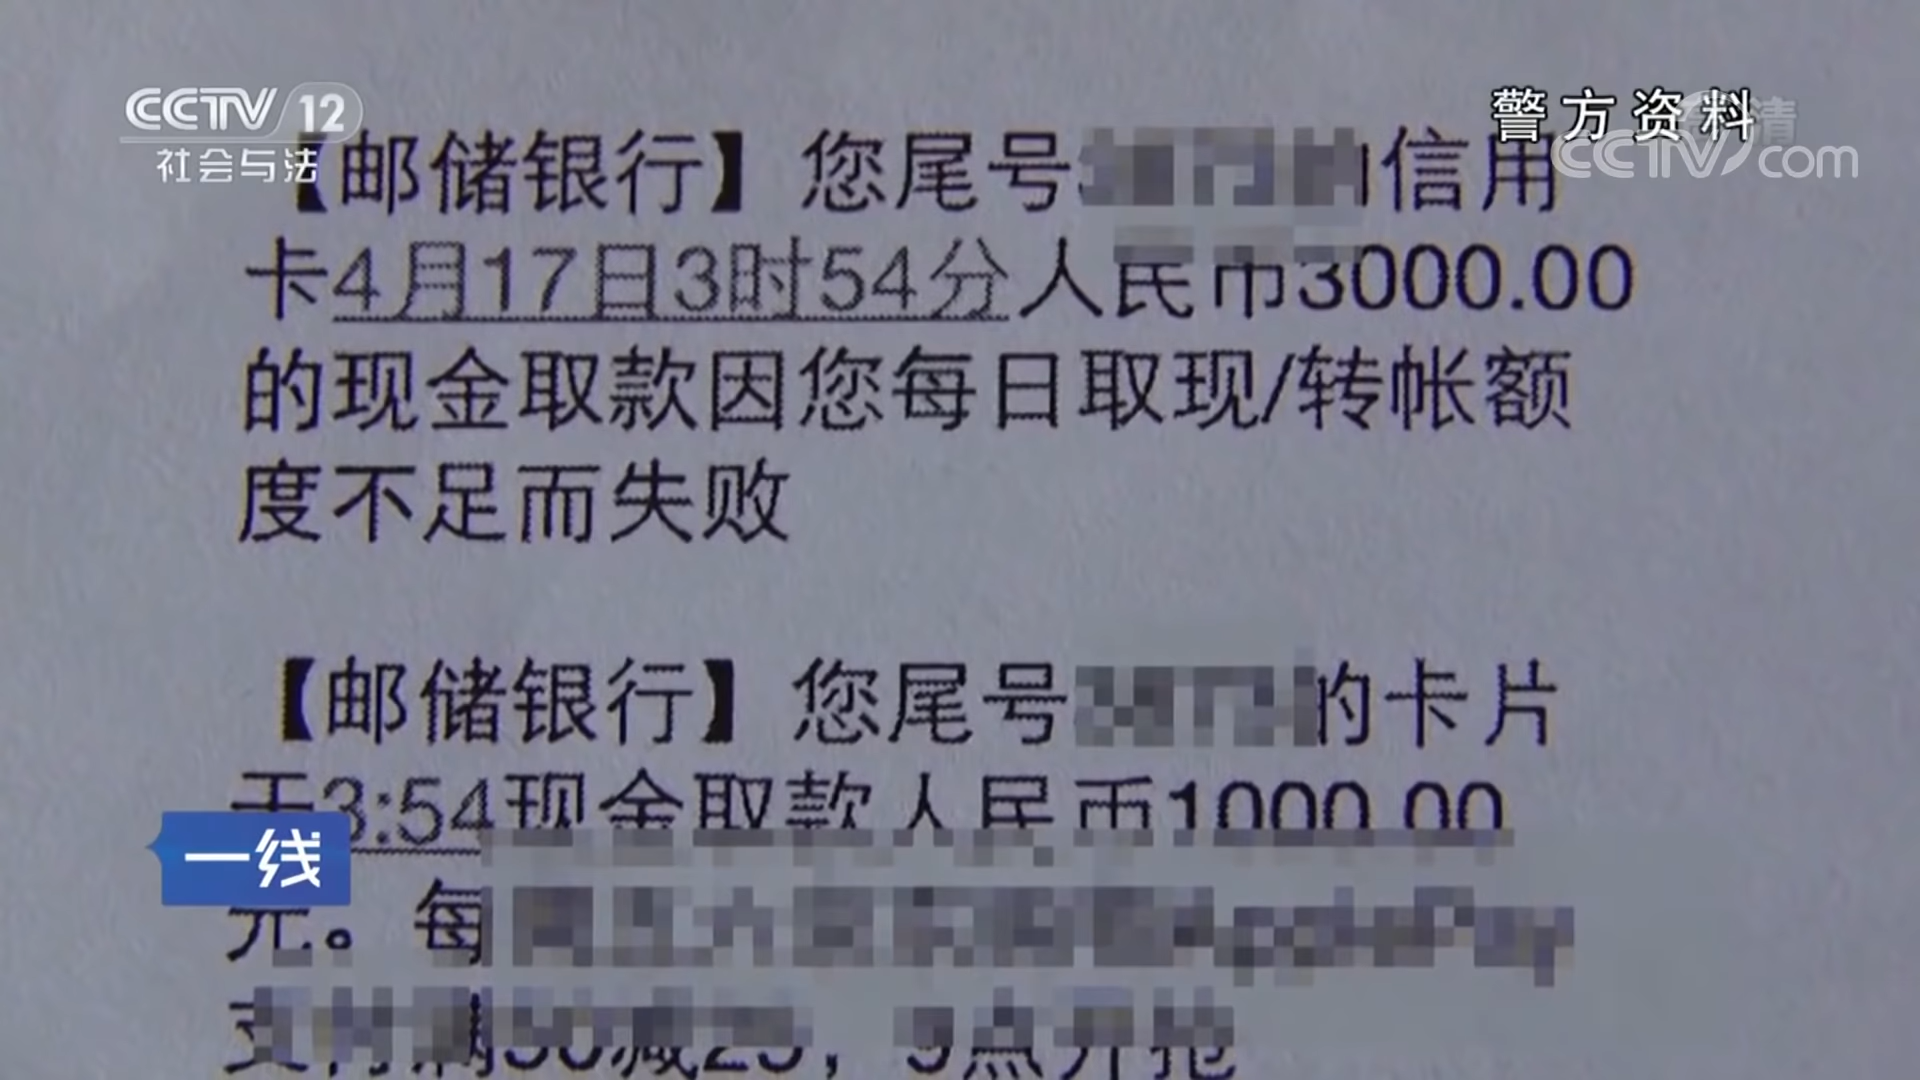 CCTV 12
社会与法
警方资料
CCTV.com
【邮储银行】您尾号 信用
卡4月17日3时54分人民币3000.00
的现金取款因您每日取现/转帐额
度不足而失败
【邮储银行】您尾号 的卡片
于3:54现金取款人民币1000.00
一线
元。每